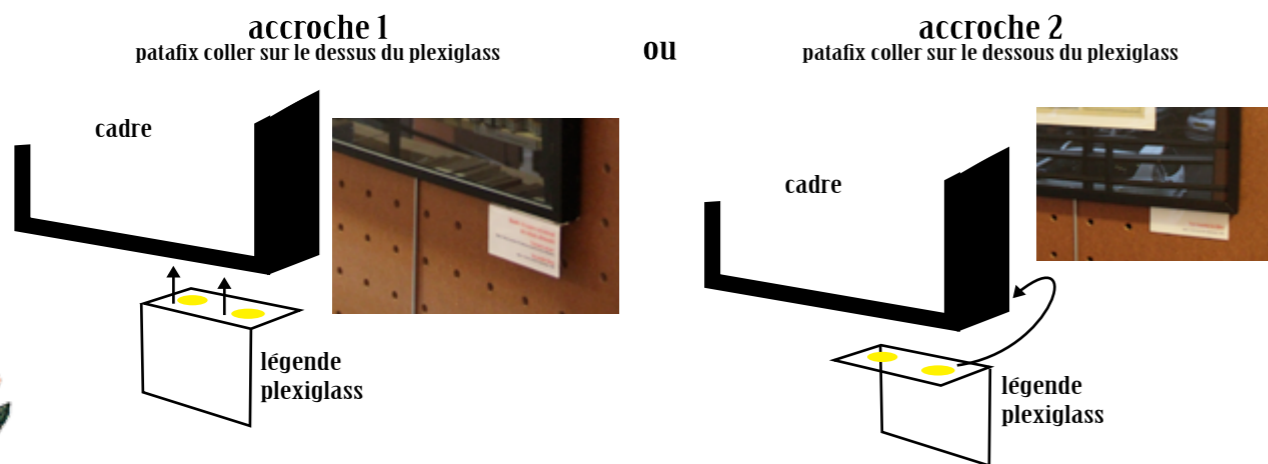 accroche 1
patafix coller sur le dessus du plexiglass
cadre
légende
plexiglass
ou
accroche 2
patafix coller sur le dessous du plexiglass
cadre
légende
plexiglass